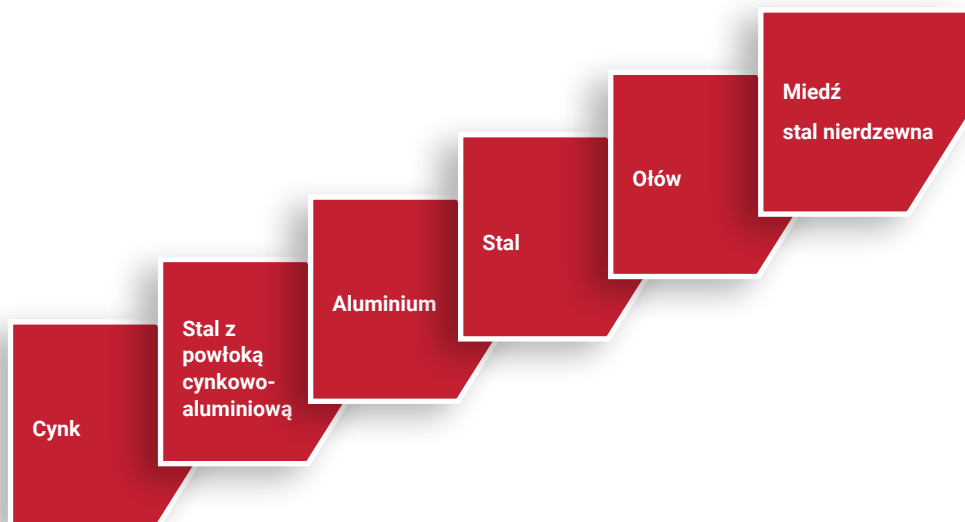 Cynk
Stal z
powłoką
cynkowo-
aluminiową
Aluminium
Stal
Ołów
Miedź
stal nierdzewna